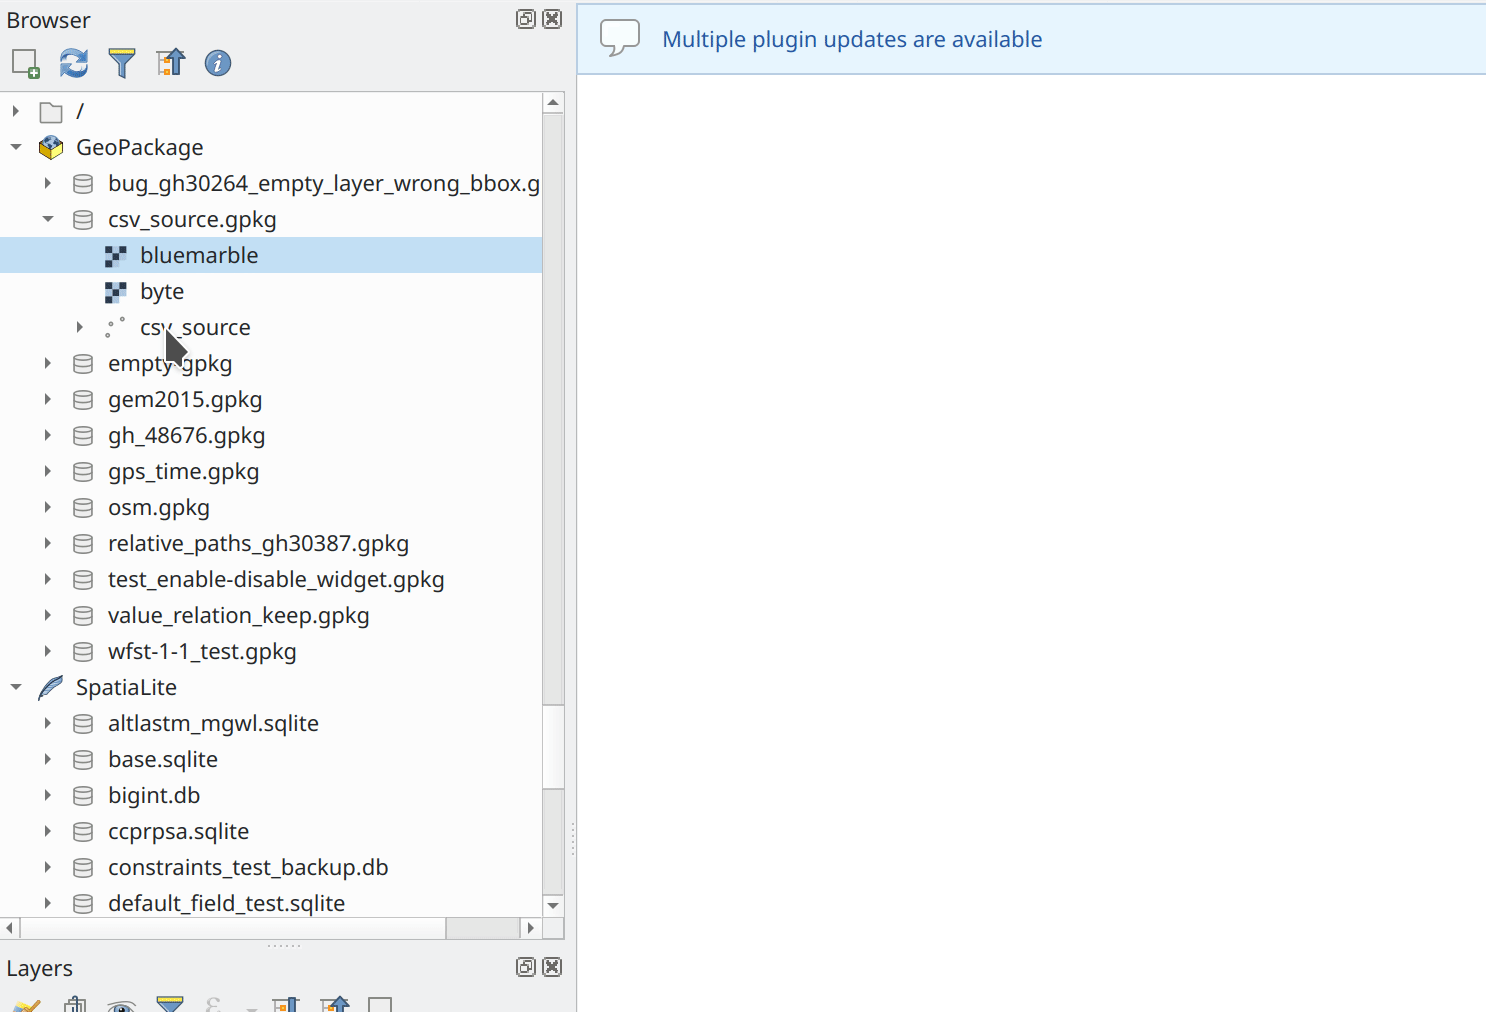 Browser
Multiple plugin updates are available
/
GeoPackage
bug_gh30264_empty_layer_wrong_bbox.g
csv_source.gpkg
bluemarble
byte
csv_source
empty.gpkg
gem2015.gpkg
gh_48676.gpkg
gps_time.gpkg
osm.gpkg
relative_paths_gh30387.gpkg
test_enable-disable_widget.gpkg
value_relation_keep.gpkg
wfst-1-1_test.gpkg
SpatiaLite
altlastm_mgwl.sqlite
base.sqlite
bigint.db
ccprpsa.sqlite
constraints_test_backup.db
default_field_test.sqlite
Layers